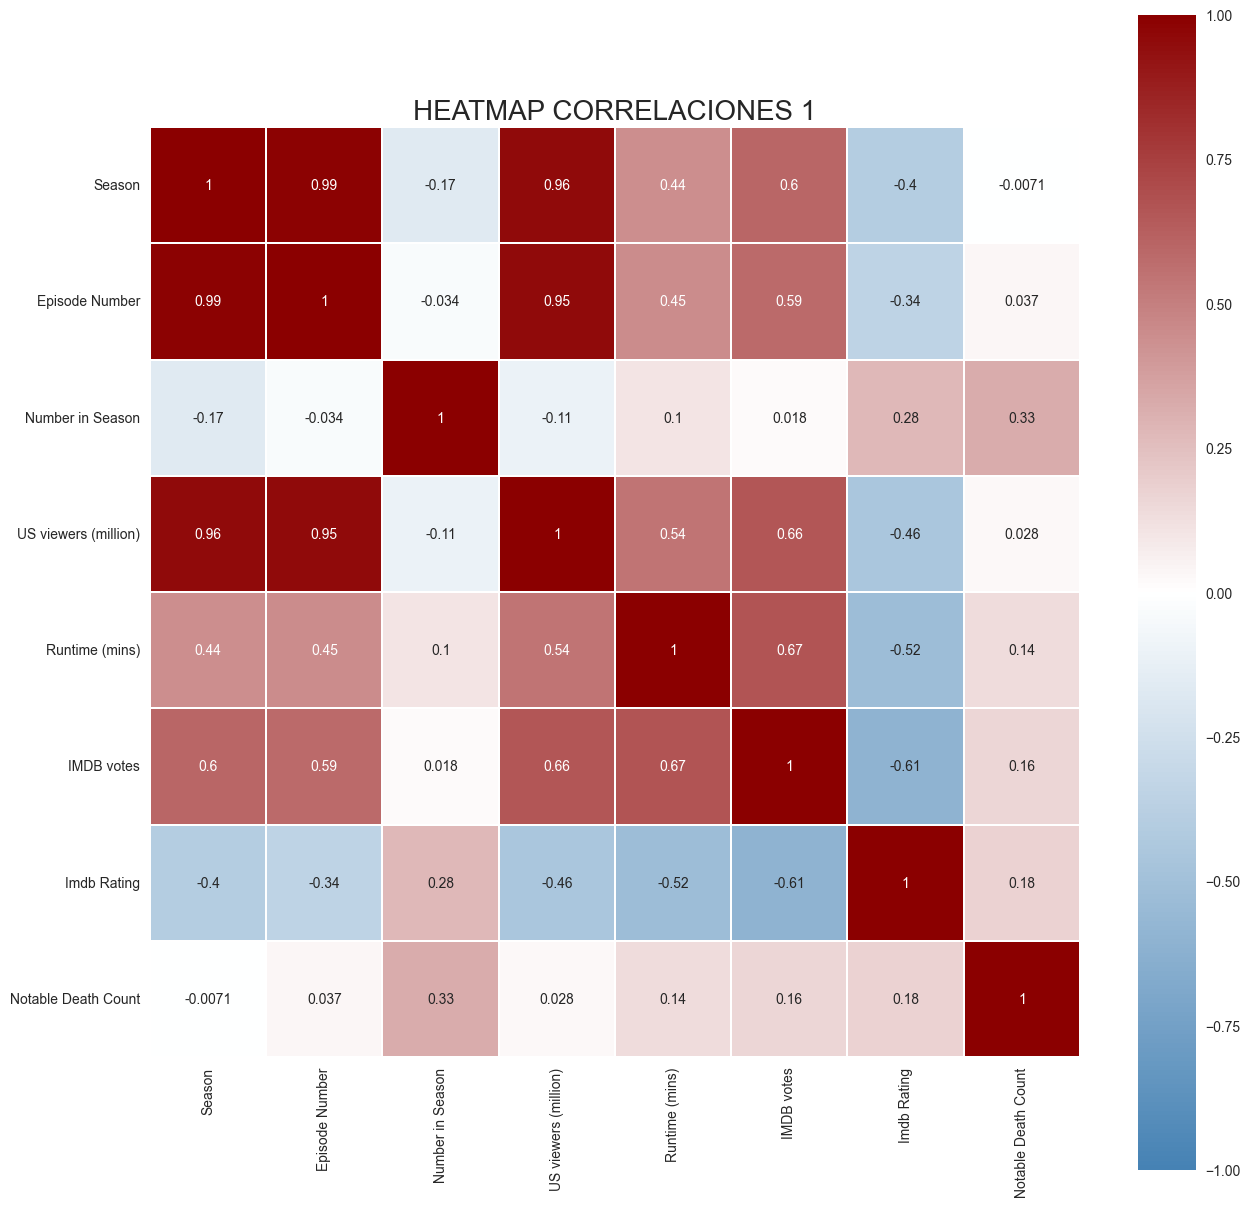 HEATMAP CORRELACIONES 1
Season 1 0.99 -0.17 0.96 0.44 0.6 -0.4 -0.0071
Episode Number 0.99 1 -0.034 0.95 0.45 0.59 -0.34 0.037
Number in Season -0.17 -0.034 1 -0.11 0.1 0.018 0.28 0.33
US viewers (million) 0.96 0.95 -0.11 1 0.54 0.66 -0.46 0.028
Runtime (mins) 0.44 0.45 0.1 0.54 1 0.67 -0.52 0.14
IMDB votes 0.6 0.59 0.018 0.66 0.67 1 -0.61 0.16
Imdb Rating -0.4 -0.34 0.28 -0.46 -0.52 -0.61 1 0.18
Notable Death Count -0.0071 0.037 0.33 0.028 0.14 0.16 0.18 1
Season
Episode Number
Number in Season
US viewers (million)
Runtime (mins)
IMDB votes
Imdb Rating
Notable Death Count
1.00
0.75
0.50
0.25
0.00
−0.25
−0.50
−0.75
−1.00